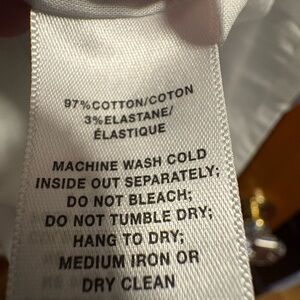 97%COTTON/COTON
3%ELASTANE/
ÉLASTIQUE
MACHINE WASH COLD
INSIDE OUT SEPARATELY;
DO NOT BLEACH;
DO NOT TUMBLE DRY;
HANG TO DRY;
MEDIUM IRON OR
DRY CLEAN